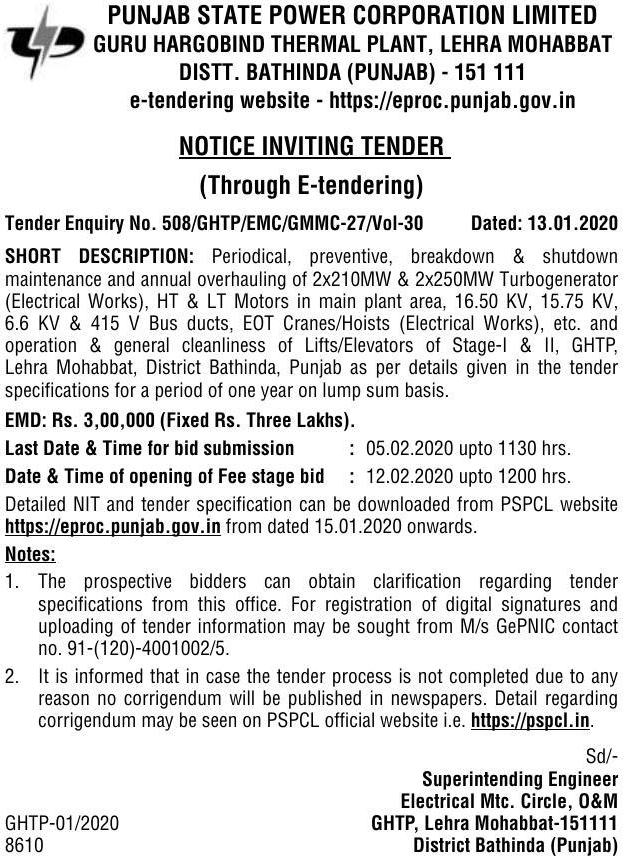 PUNJAB STATE POWER CORPORATION LIMITED
GURU HARGOBIND THERMAL PLANT, LEHRA MOHABBAT
DISTT. BATHINDA (PUNJAB) - 151 111
e-tendering website - https://eproc.punjab.gov.in
NOTICE INVITING TENDER
(Through E-tendering)
Tender Enquiry No. 508/GHTP/EMC/GMMC-27/Vol-30 Dated: 13.01.2020
SHORT DESCRIPTION: Periodical, preventive, breakdown & shutdown
maintenance and annual overhauling of 2x210MW & 2x250MW Turbogenerator
(Electrical Works), HT & LT Motors in main plant area, 16.50 KV, 15.75 KV,
6.6 KV & 415 V Bus ducts, EOT Cranes/Hoists (Electrical Works), etc. and
operation & general cleanliness of Lifts/Elevators of Stage-I & II, GHTP,
Lehra Mohabbat, District Bathinda, Punjab as per details given in the tender
specifications for a period of one year on lump sum basis.
EMD: Rs. 3,00,000 (Fixed Rs. Three Lakhs).
Last Date & Time for bid submission : 05.02.2020 upto 1130 hrs.
Date & Time of opening of Fee stage bid : 12.02.2020 upto 1200 hrs.
Detailed NIT and tender specification can be downloaded from PSPCL website
https://eproc.punjab.gov.in from dated 15.01.2020 onwards.
Notes:
1. The prospective bidders can obtain clarification regarding tender
specifications from this office. For registration of digital signatures and
uploading of tender information may be sought from M/s GePNIC contact
no. 91-(120)-4001002/5.
2. It is informed that in case the tender process is not completed due to any
reason no corrigendum will be published in newspapers. Detail regarding
corrigendum may be seen on PSPCL official website i.e. https://pspcl.in.
Sd/-
Superintending Engineer
Electrical Mtc. Circle, O&M
GHTP-01/2020 GHTP, Lehra Mohabbat-151111
8610 District Bathinda (Punjab)